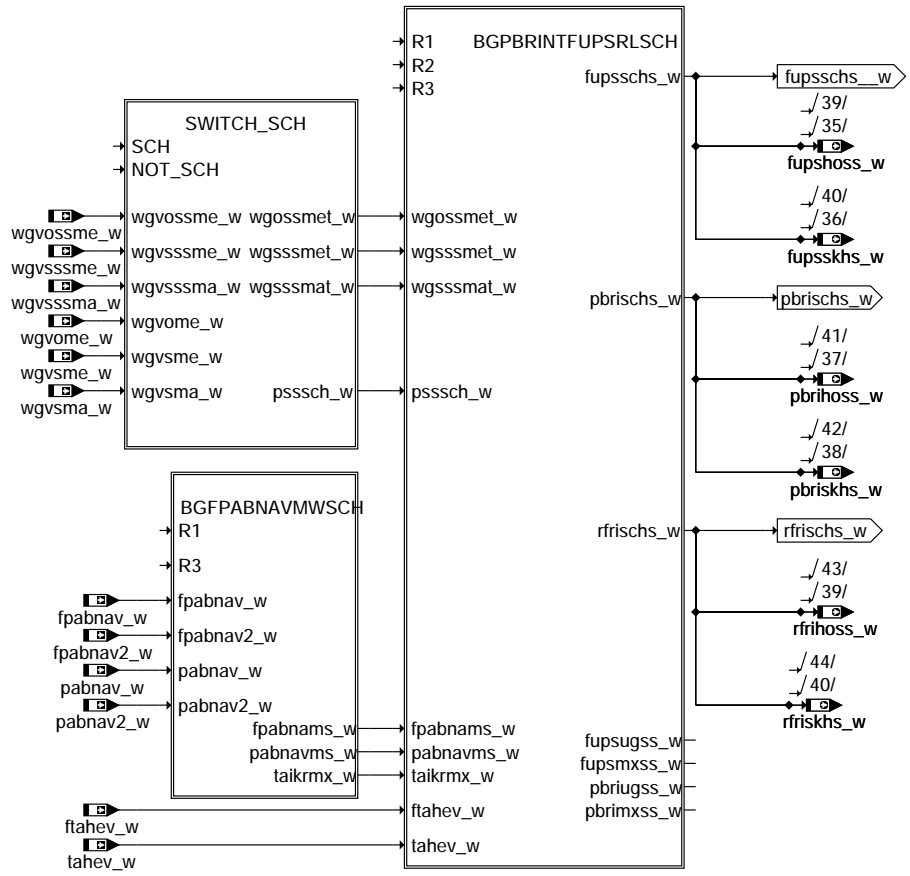 R1 BGPBRINTFUPSRLSCH
R2 fupsschs_w fupsschs__w
R3
39/
SWITCH_SCH
35/
SCH
fupshoss_w
NOT_SCH
40/
wgvossme_w wgossmet_w wgossmet_w
36/
wgvossme_w
wgvsssme_w wgsssmet_w wgsssmet_w
fupsskhs_w
wgvsssme_w
wgvsssma_w wgsssmat_w wgsssmat_w
pbrischs_w pbrischs_w
wgvsssma_w
wgvome_w
41/
wgvome_w
wgvsme_w
37/
wgvsme_w
wgvsma_w psssch_w psssch_w
pbrihoss_w
wgvsma_w
42/
38/
pbriskhs_w
BGFPABNAVMWSCH
R1
rfrischs_w rfrischs_w
R3
43/
fpabnav_w
39/
fpabnav_w
rfrihoss_w
fpabnav2_w
fpabnav2_w
44/
pabnav_w
40/
pabnav_w
pabnav2_w
rfriskhs_w
pabnav2_w
fpabnams_w fpabnams_w
fupsugss_w
pabnavms_w pabnavms_w
fupsmxss_w
taikrmx_w taikrmx_w
pbriugss_w
ftahev_w
pbrimxss_w
ftahev_w
tahev_w
tahev_w